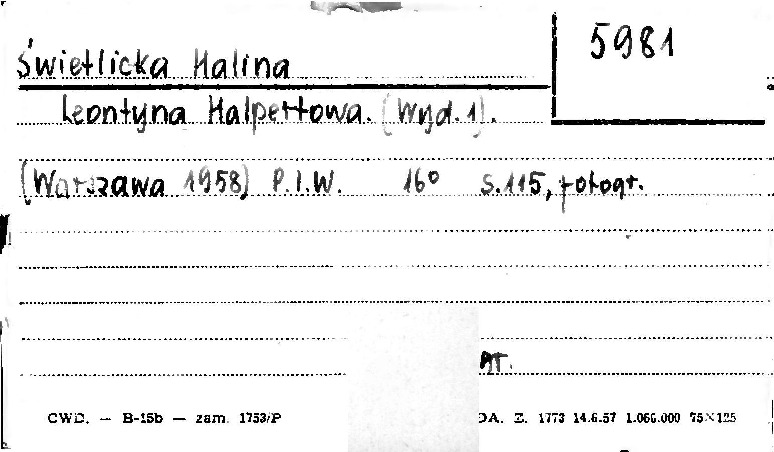 5981
Świetlicka Halina
Leontyna Halpertowa. (Wyd.1).
(Warszawa 1958) P.I.W. 16° s.115, fotogr.
AT.
CWD. — B-15b — zam. 1753/P DA. Z. 1773 14.6.57 1.066.000 75×125